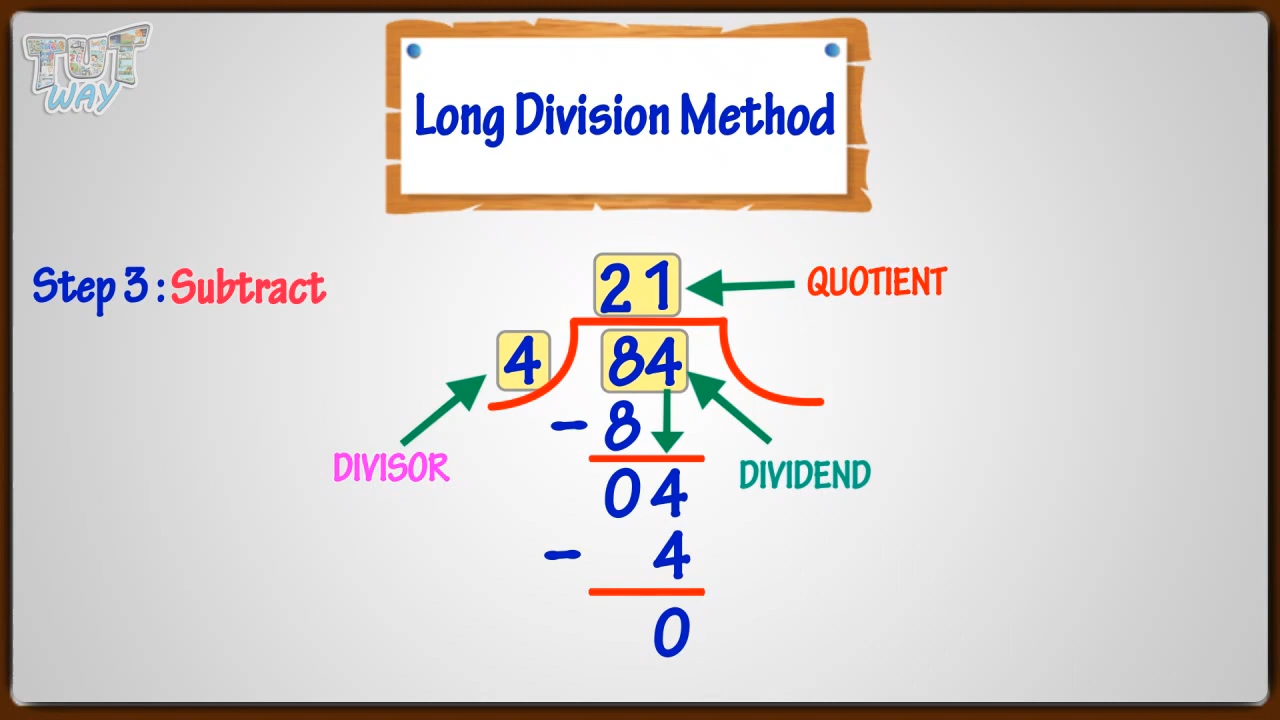 TUT
WAY
Long Division Method
Step 3 : Subtract
21
QUOTIENT
4 84
- 8
DIVISOR
DIVIDEND
04
- 4
0